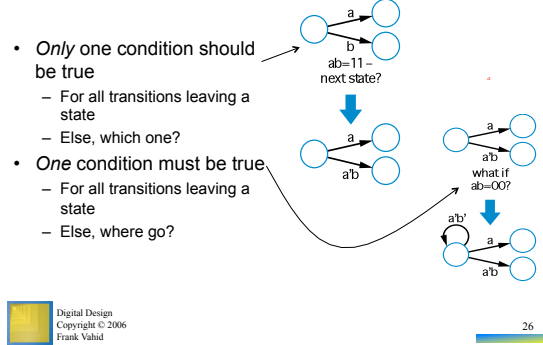 • Only one condition should
be true
– For all transitions leaving a
state
– Else, which one?
• One condition must be true
– For all transitions leaving a
state
– Else, where go?
a
b
ab=11 –
next state?
a
a'b
a
a'b
what if
ab=00?
a'b'
a
a'b
Digital Design
Copyright © 2006
Frank Vahid
26